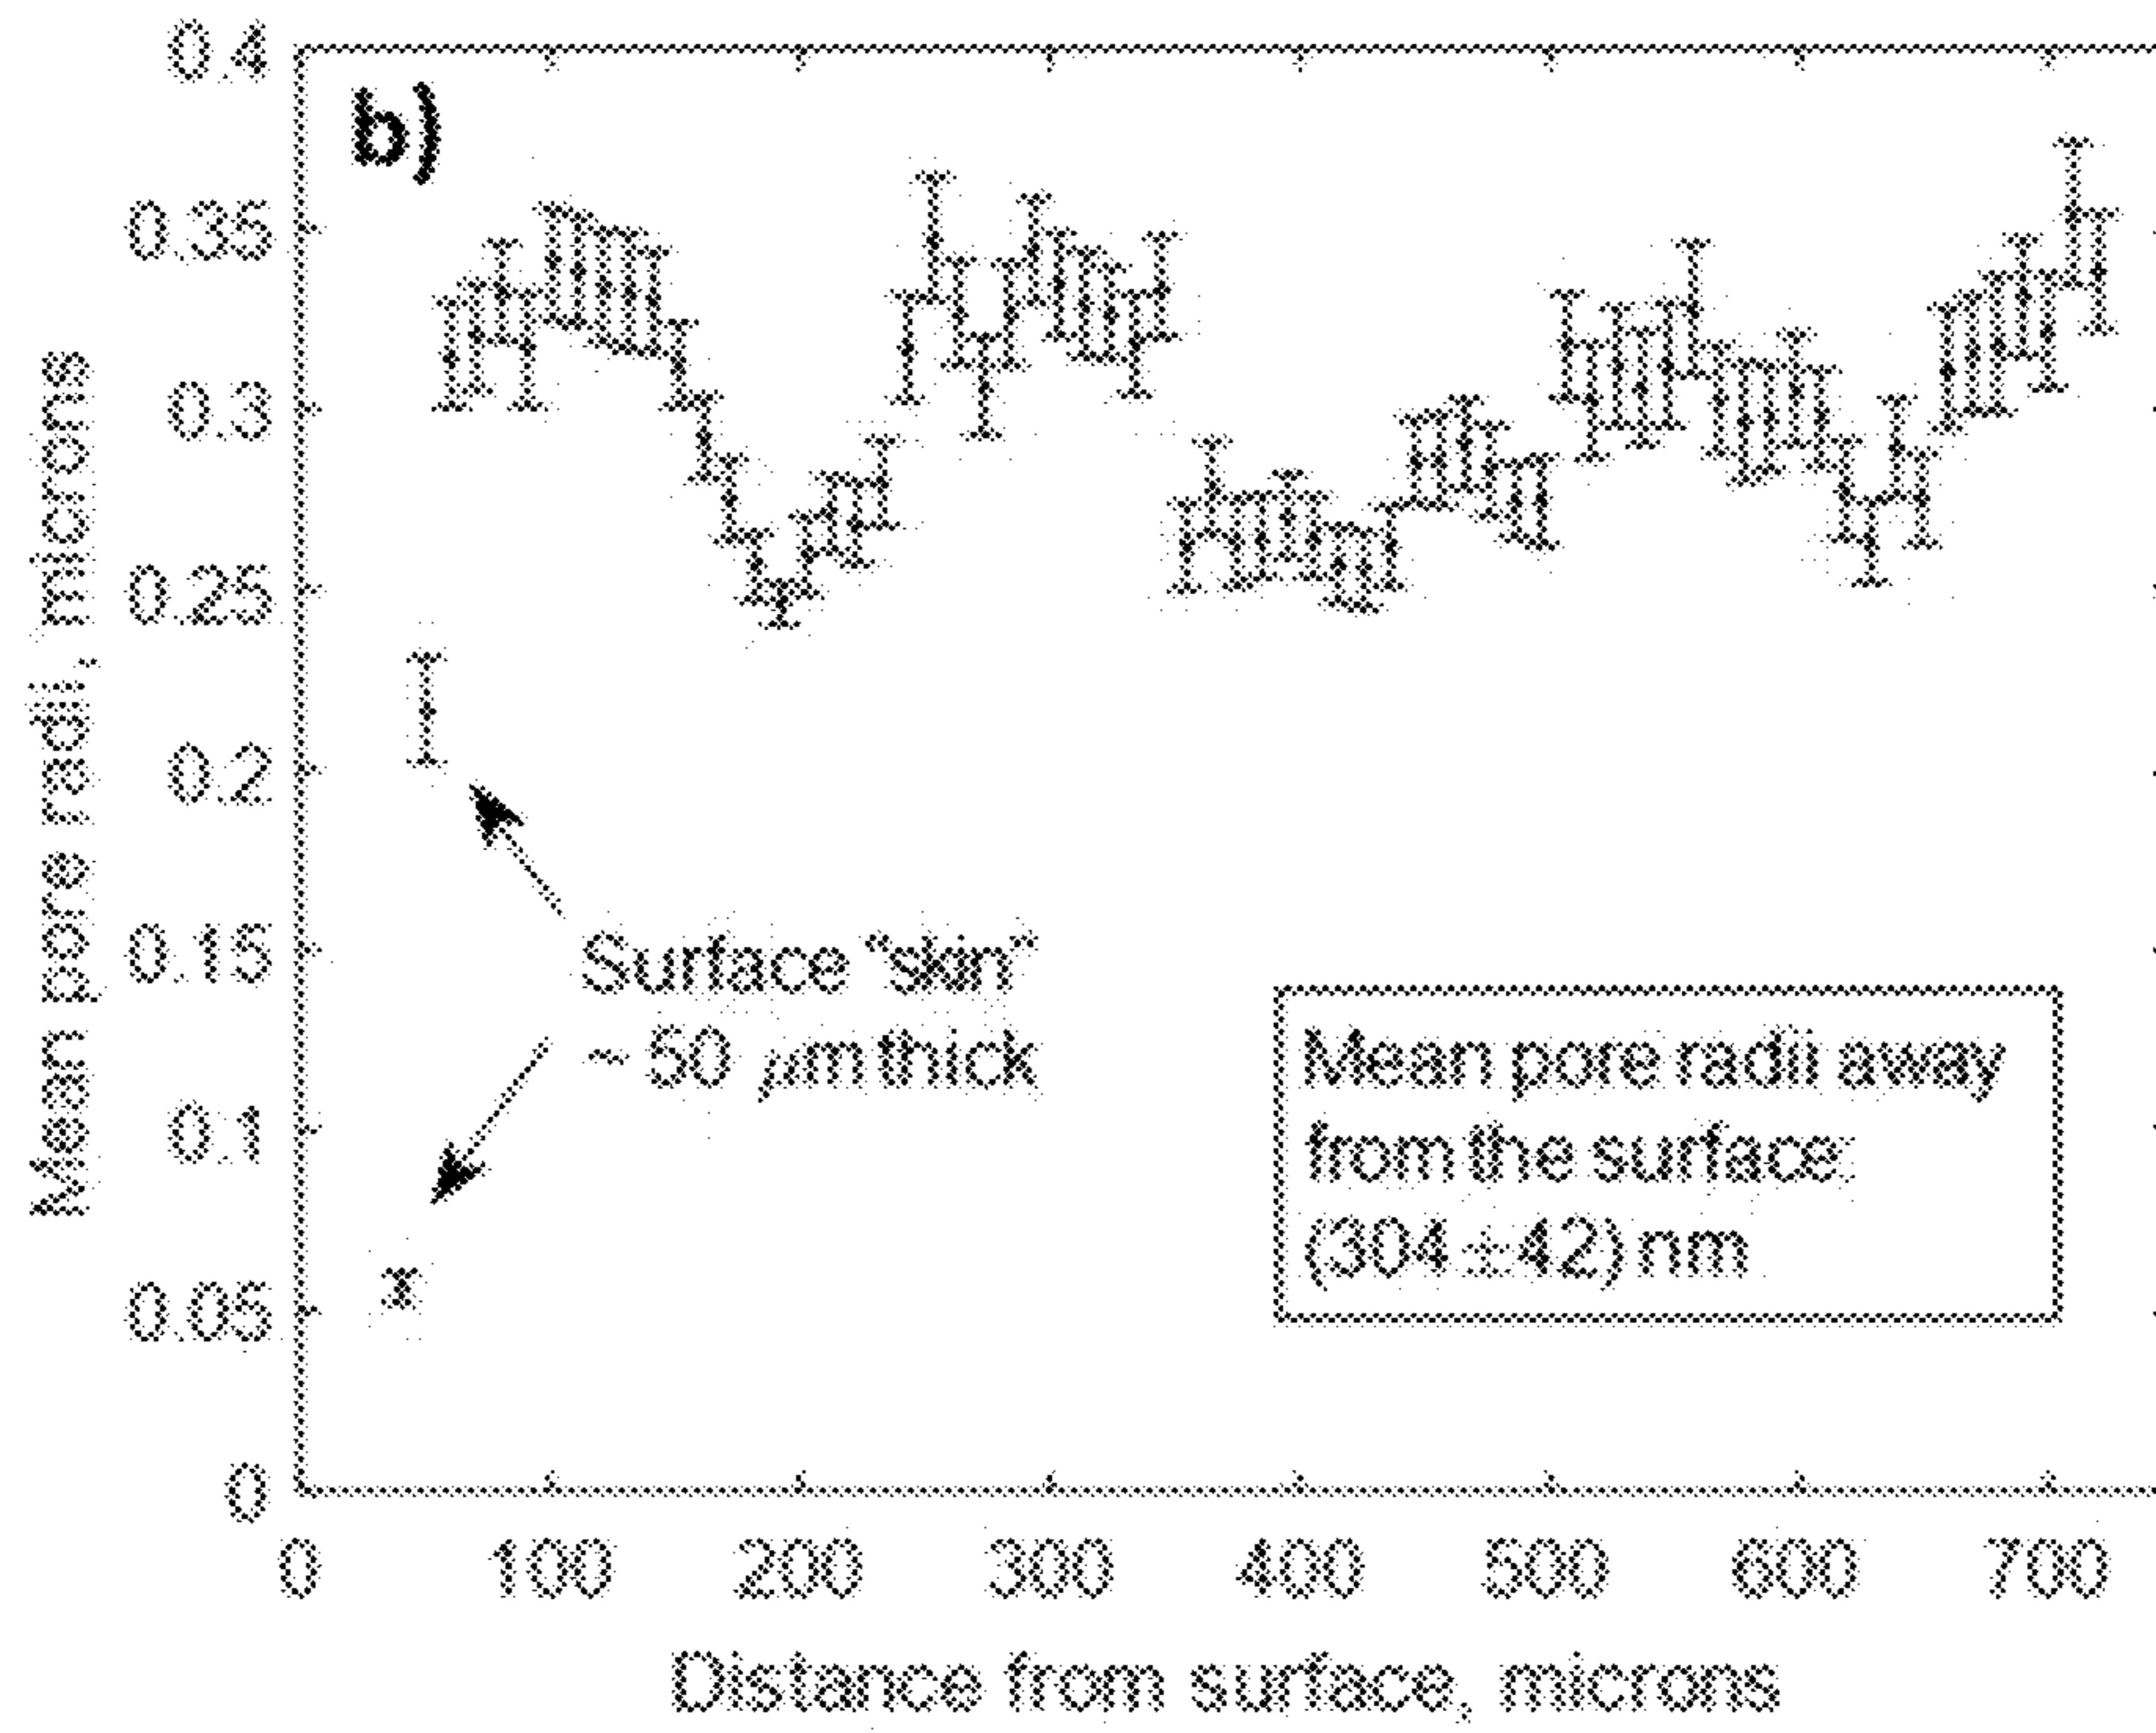 b)
0.4
0.35
0.3
0.25
0.2
0.15
0.1
0.05
0
Mean pore radii, microns
Surface "skin"
~ 50 μm thick
Mean pore radii away
from the surface:
(304 ± 42) nm
0 100 200 300 400 500 600 700
Distance from surface, microns